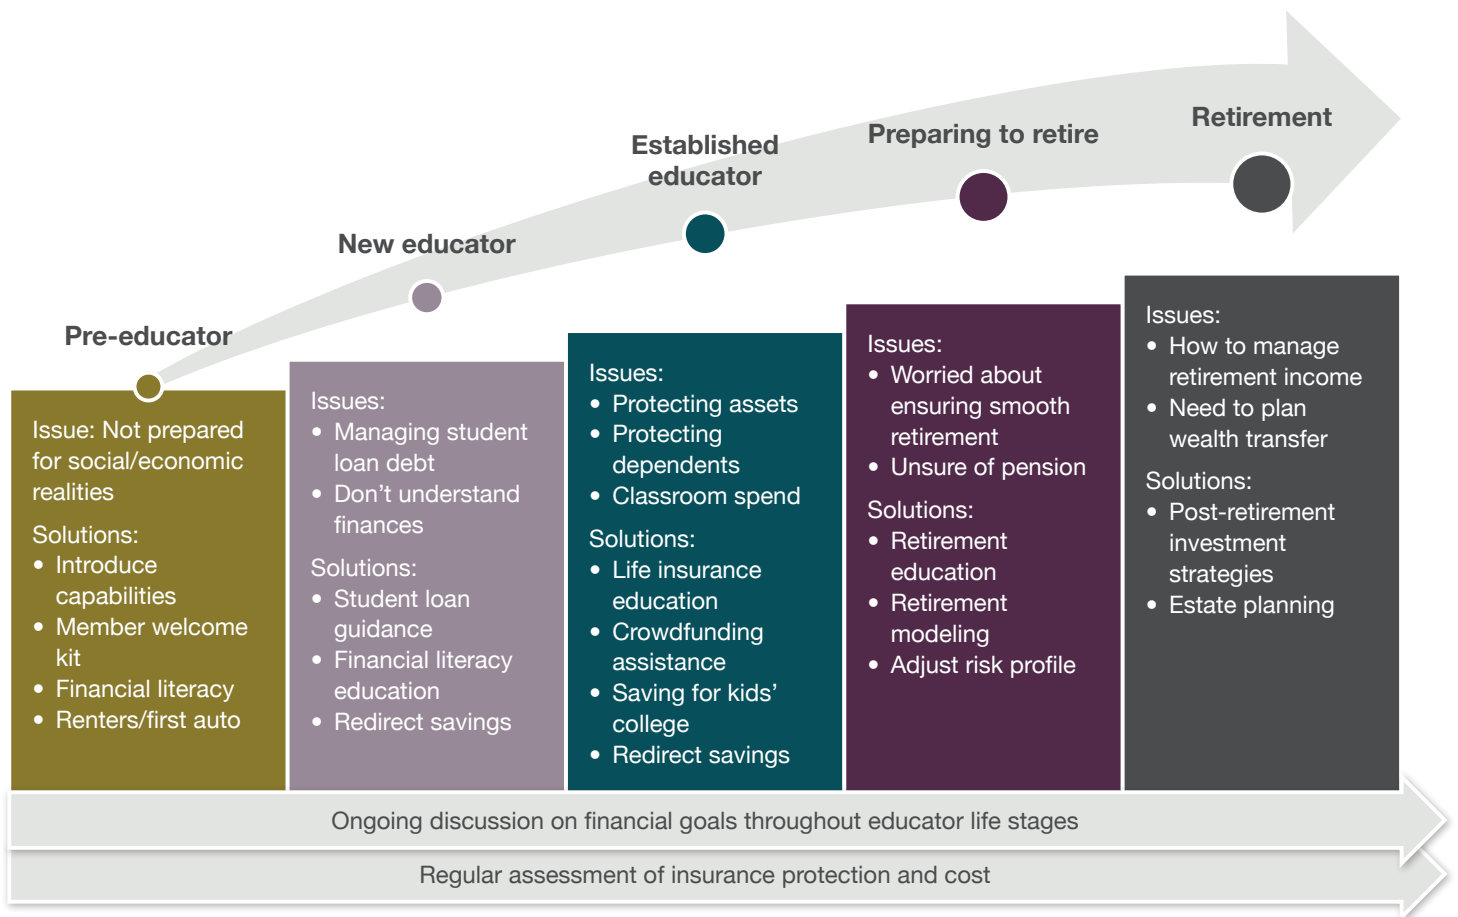 Pre-educator
New educator
Established
educator
Preparing to retire
Retirement
Issue: Not prepared
for social/economic
realities
Solutions:
• Introduce
capabilities
• Member welcome
kit
• Financial literacy
• Renters/first auto
Issues:
• Managing student
loan debt
• Don’t understand
finances
Solutions:
• Student loan
guidance
• Financial literacy
education
• Redirect savings
Issues:
• Protecting assets
• Protecting
dependents
• Classroom spend
Solutions:
• Life insurance
education
• Crowdfunding
assistance
• Saving for kids’
college
• Redirect savings
Issues:
• Worried about
ensuring smooth
retirement
• Unsure of pension
Solutions:
• Retirement
education
• Retirement
modeling
• Adjust risk profile
Issues:
• How to manage
retirement income
• Need to plan
wealth transfer
Solutions:
• Post-retirement
investment
strategies
• Estate planning
Ongoing discussion on financial goals throughout educator life stages
Regular assessment of insurance protection and cost